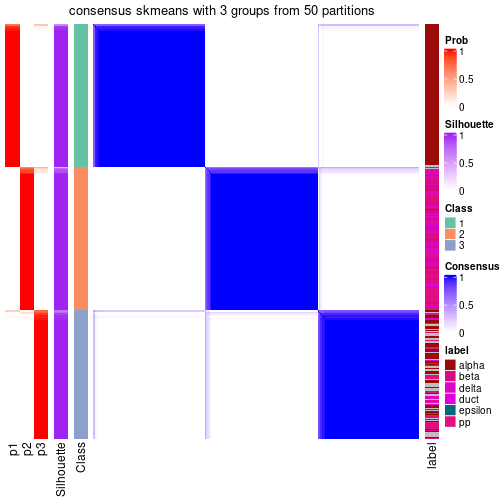 consensus skmeans with 3 groups from 50 partitions
Prob
1
0.5
0
Silhouette
1
0.5
0
Class
1
2
3
Consensus
1
0.5
0
label
alpha
beta
delta
duct
epsilon
pp
p1
p2
p3
Silhouette
Class
label